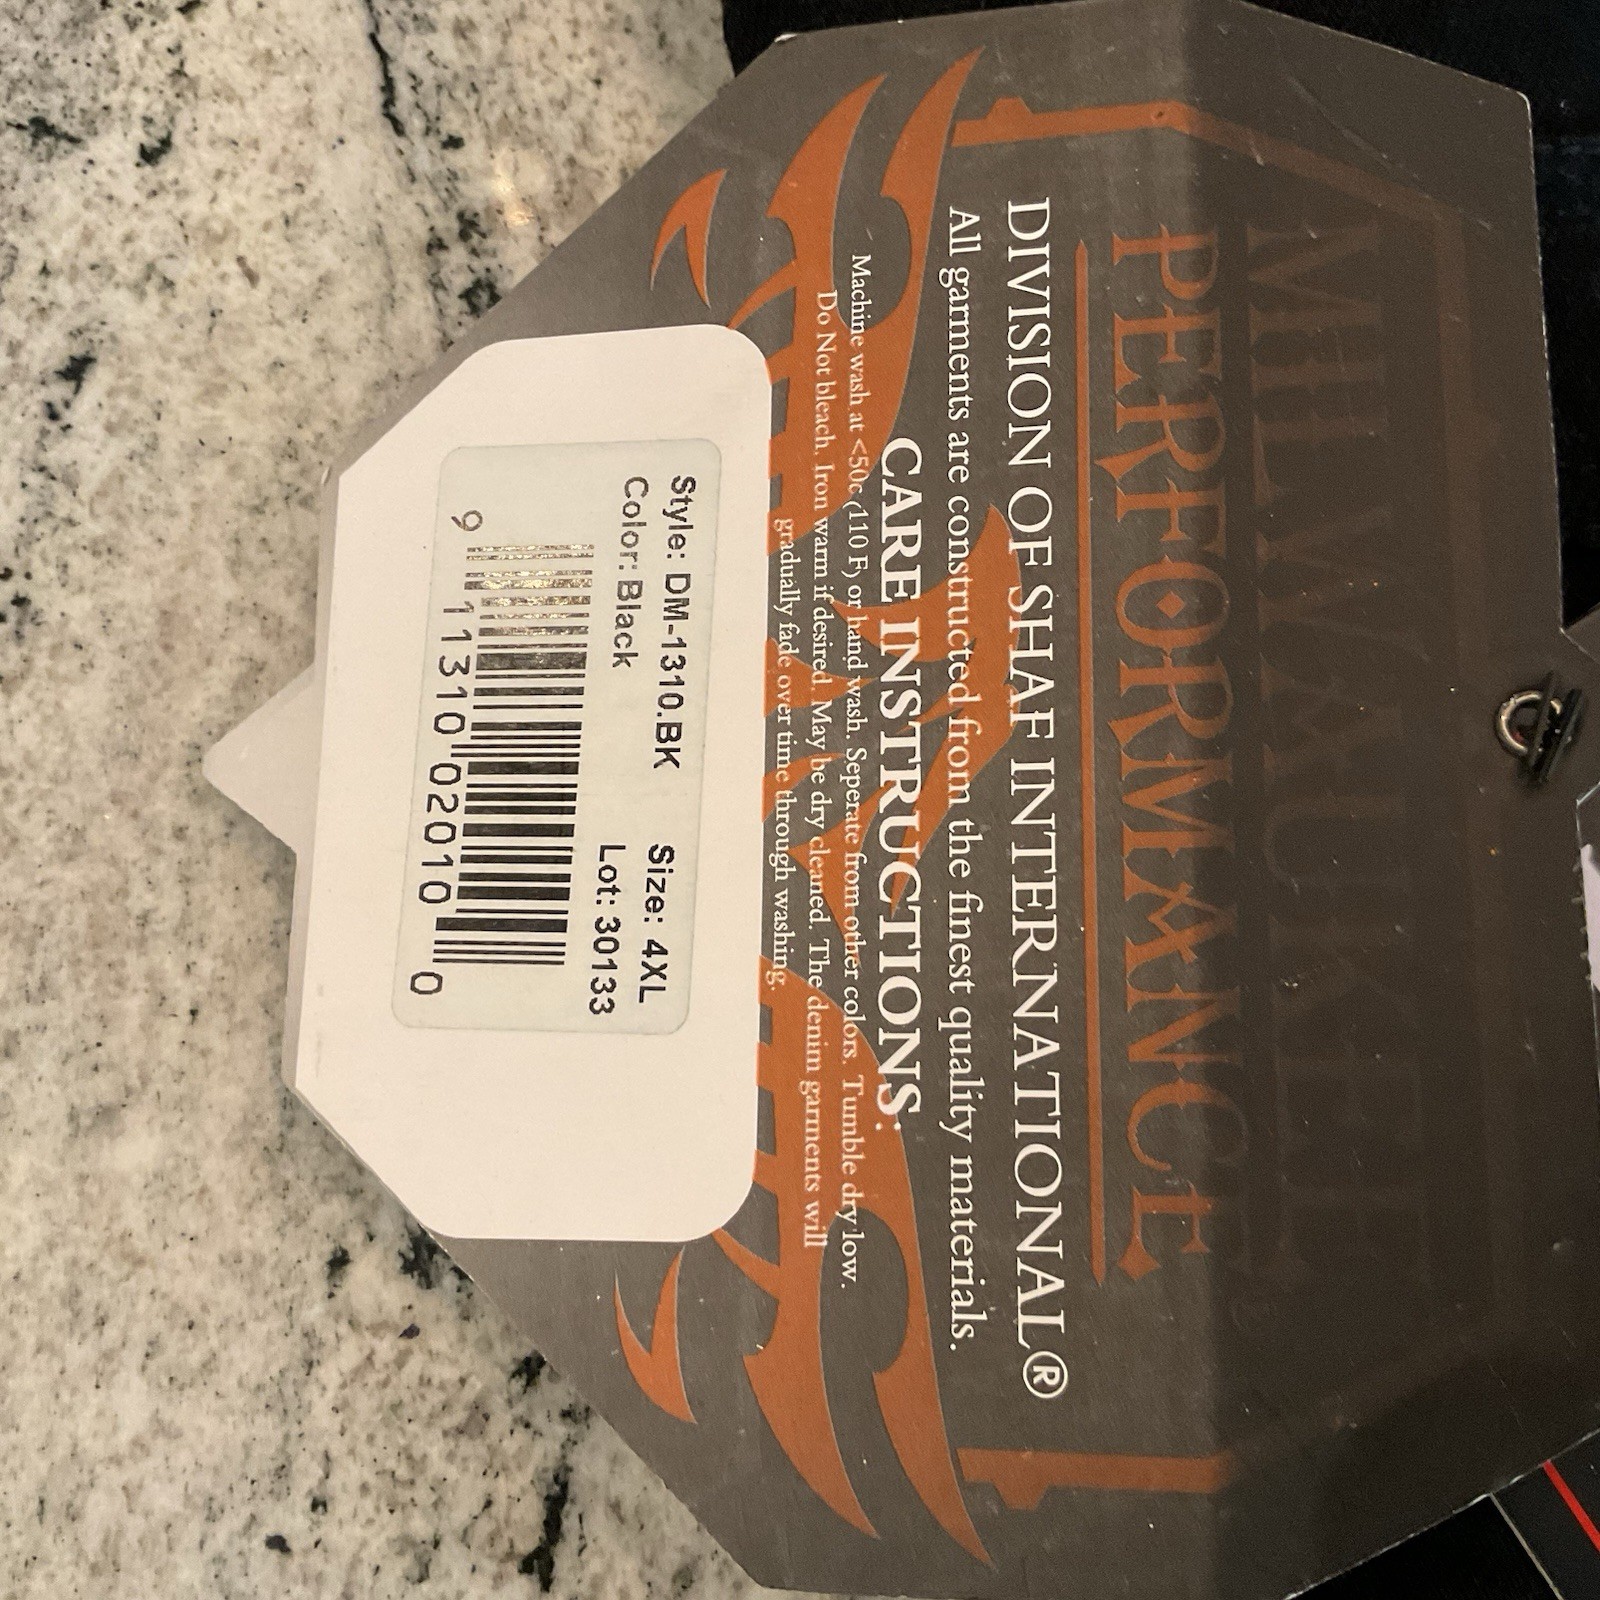 MILWAUKEE
PERFORMANCE
DIVISION OF SHAF INTERNATIONAL®
All garments are constructed from the finest quality materials.
CARE INSTRUCTIONS:
Machine wash at <50c (110 F) or hand wash. Seperate from other colors. Tumble dry low.
Do Not bleach. Iron warm if desired. May be dry cleaned. The denim garments will
gradually fade over time through washing.
Style: DM-1310.BK Size: 4XL
Color: Black Lot: 30133
9 11310 02010 0